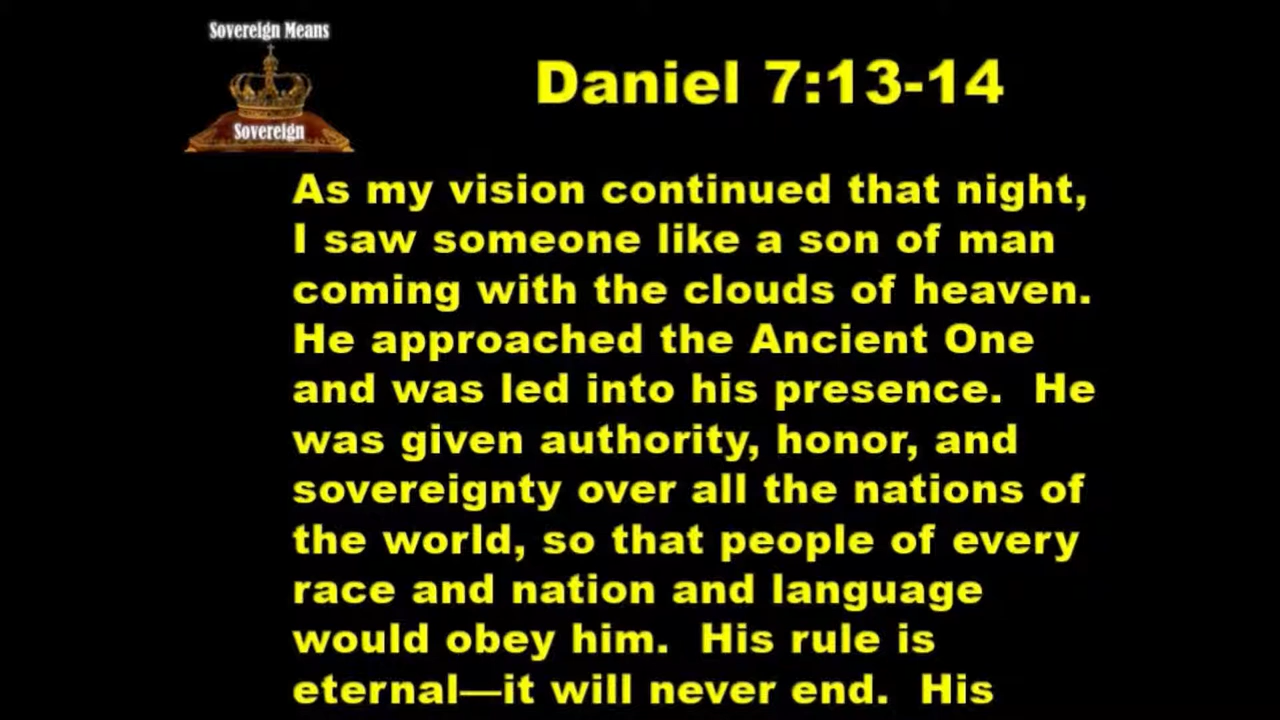 Sovereign Means
Sovereign
Daniel 7:13-14
As my vision continued that night,
I saw someone like a son of man
coming with the clouds of heaven.
He approached the Ancient One
and was led into his presence.  He
was given authority, honor, and
sovereignty over all the nations of
the world, so that people of every
race and nation and language
would obey him.  His rule is
eternal—it will never end.  His